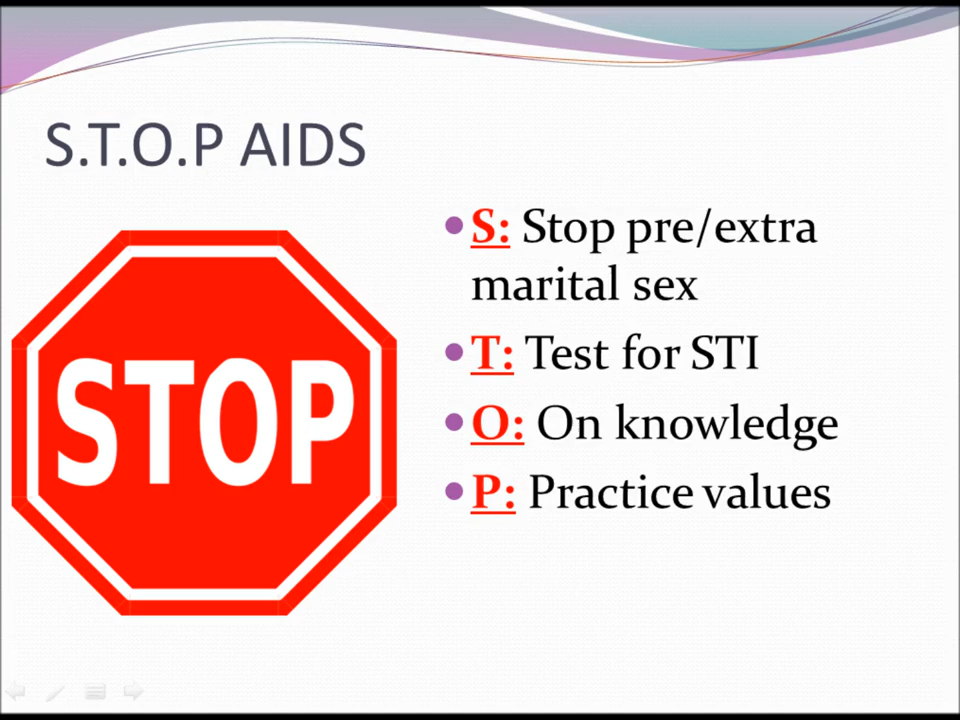 S.T.O.P AIDS
STOP
S: Stop pre/extra
marital sex
T: Test for STI
O: On knowledge
P: Practice values